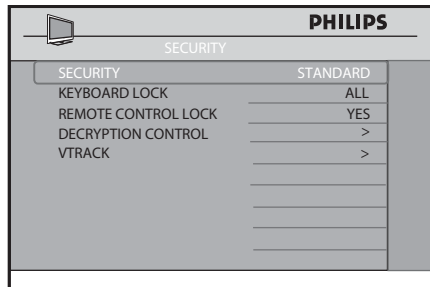 PHILIPS
SECURITY
SECURITY STANDARD
KEYBOARD LOCK ALL
REMOTE CONTROL LOCK YES
DECRYPTION CONTROL >
VTRACK >